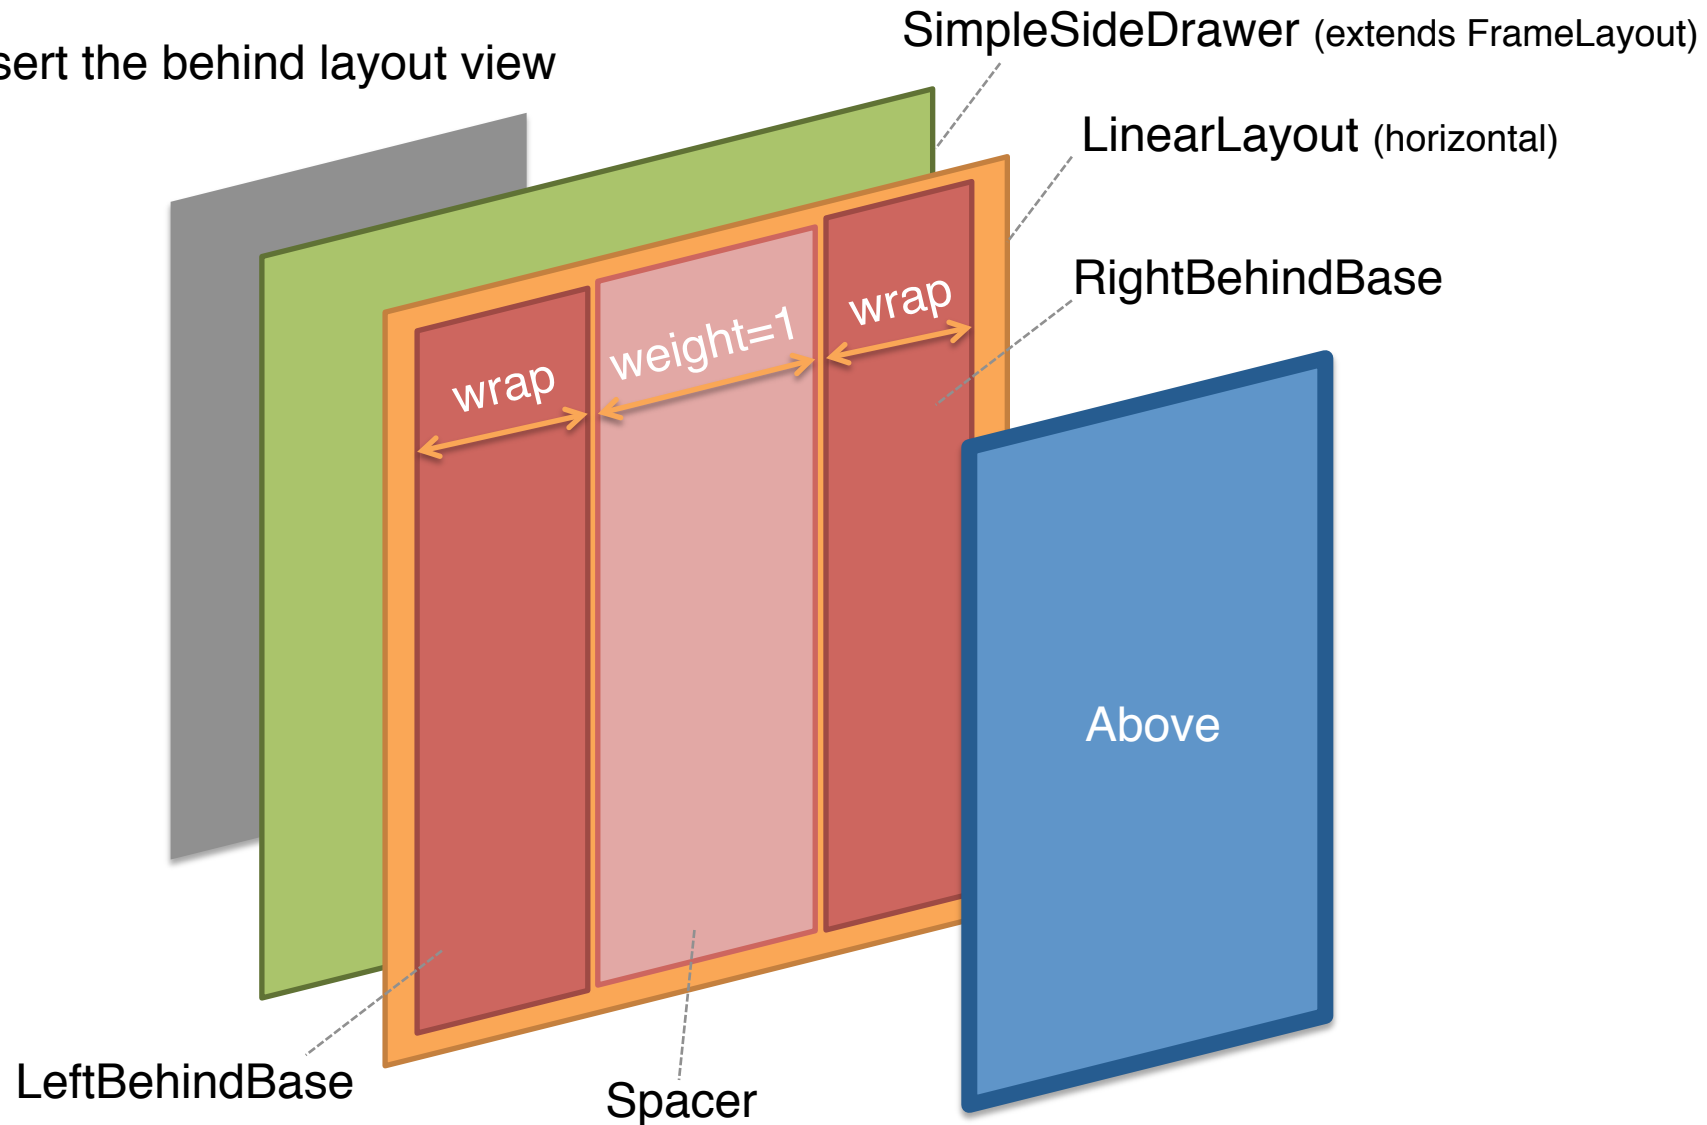 SimpleSideDrawer (extends FrameLayout)
sert the behind layout view
LinearLayout (horizontal)
RightBehindBase
wrap
weight=1
wrap
Above
LeftBehindBase
Spacer